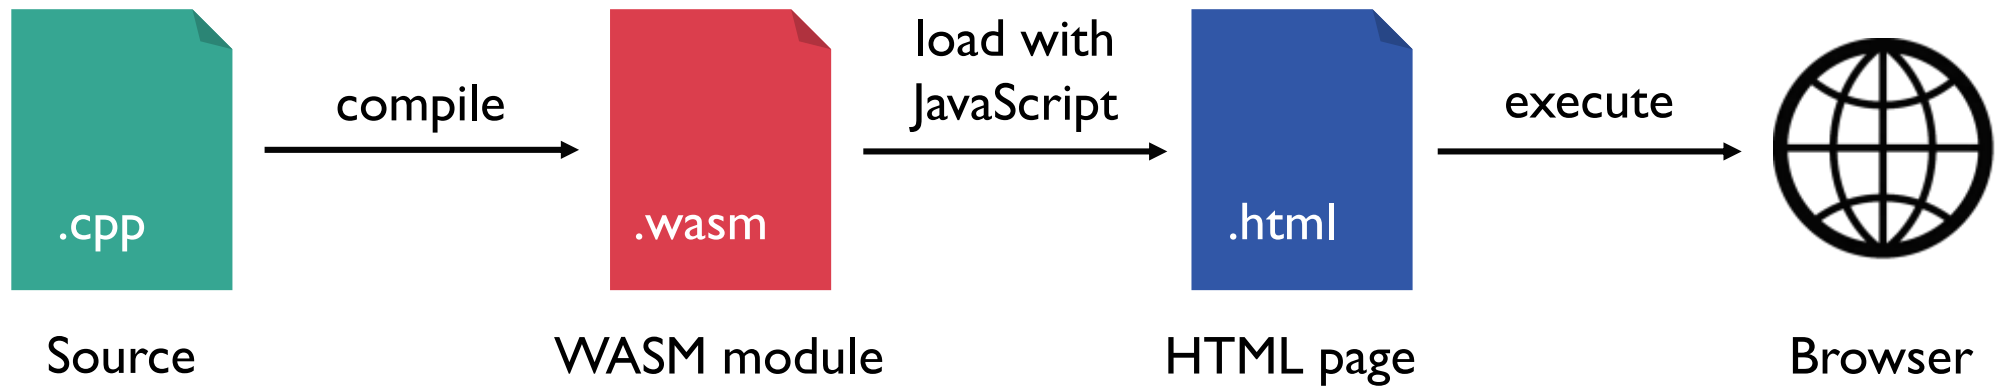 .cpp
Source
compile
.wasm
WASM module
load with
JavaScript
.html
HTML page
execute
Browser